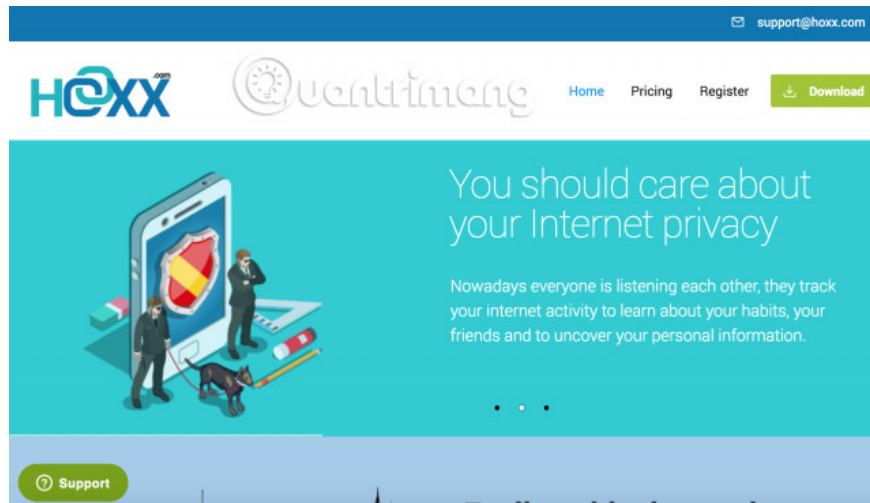 support@hoxx.com
HOXX
.com
Quantrimang
Home Pricing Register Download
You should care about
your Internet privacy
Nowadays everyone is listening each other, they track
your internet activity to learn about your habits, your
friends and to uncover your personal information.
Support